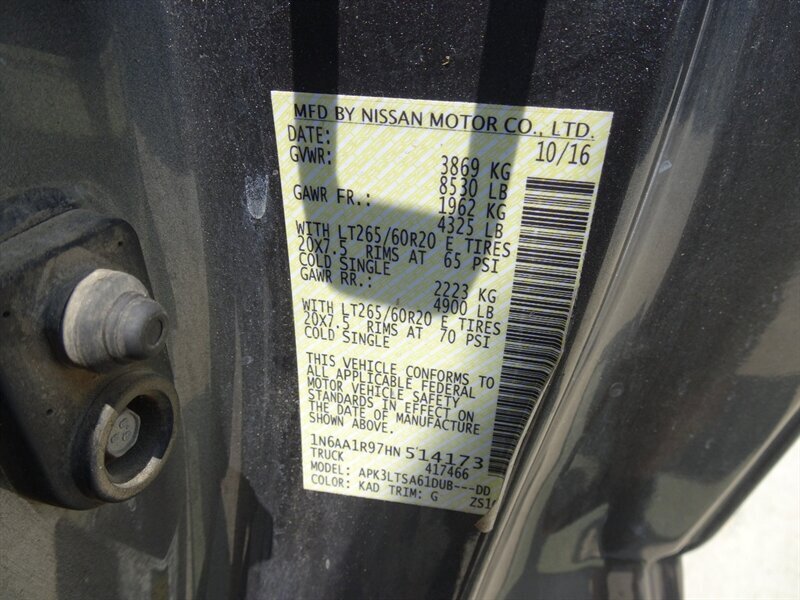 MFD BY NISSAN MOTOR CO., LTD.
DATE: 10/16
GVWR: 3869 KG
8530 LB
GAWR FR.: 1962 KG
4325 LB
WITH LT265/60R20 E TIRES
20X7.5 RIMS AT 65 PSI
COLD SINGLE
GAWR RR.: 2223 KG
4900 LB
WITH LT265/60R20 E TIRES
20X7.5 RIMS AT 70 PSI
COLD SINGLE
THIS VEHICLE CONFORMS TO
ALL APPLICABLE FEDERAL
MOTOR VEHICLE SAFETY
STANDARDS IN EFFECT ON
THE DATE OF MANUFACTURE
SHOWN ABOVE.
1N6AA1R97HN514173
TRUCK 417466
MODEL: APK3LTSA61DUB---DD
COLOR: KAD TRIM: G